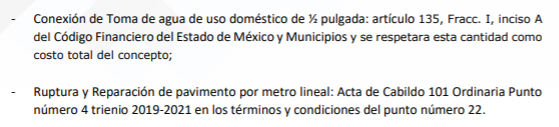 - Conexión de Toma de agua de uso doméstico de ½ pulgada: artículo 135, Fracc. I, inciso A
del Código Financiero del Estado de México y Municipios y se respetara esta cantidad como
costo total del concepto;
- Ruptura y Reparación de pavimento por metro lineal: Acta de Cabildo 101 Ordinaria Punto
número 4 trienio 2019-2021 en los términos y condiciones del punto número 22.